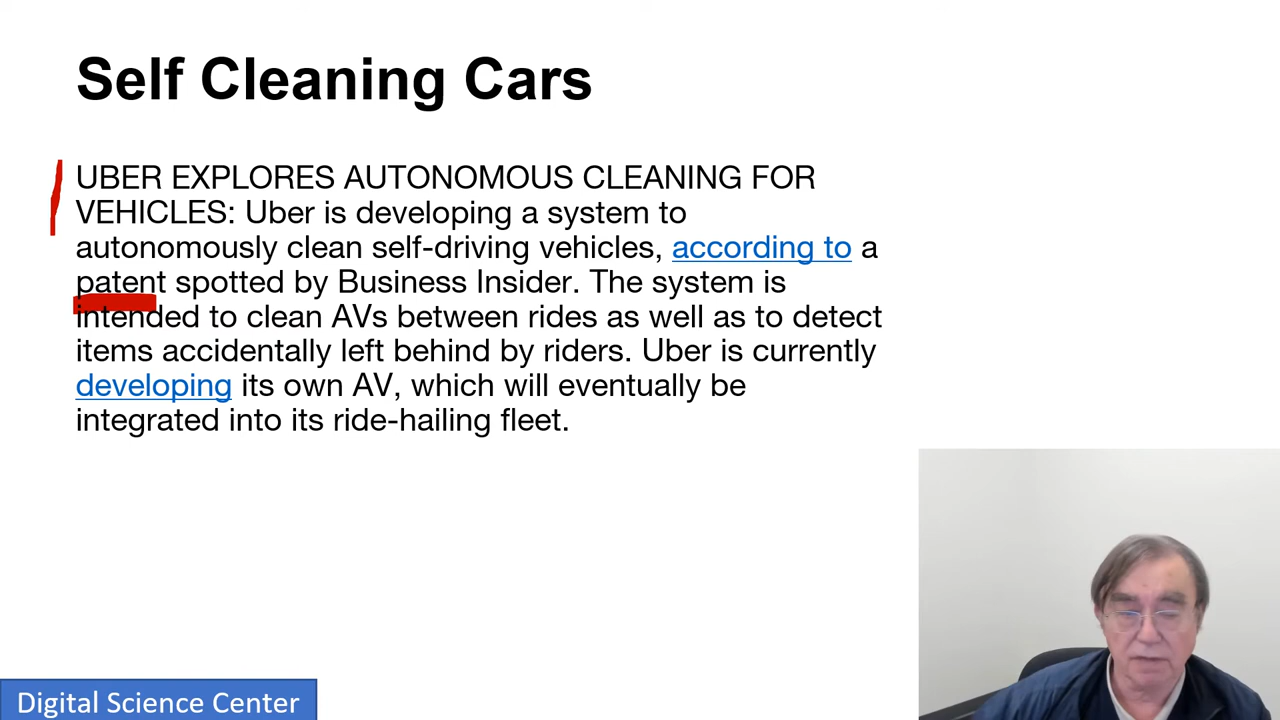 Self Cleaning Cars
UBER EXPLORES AUTONOMOUS CLEANING FOR
VEHICLES: Uber is developing a system to
autonomously clean self-driving vehicles, according to a
patent spotted by Business Insider. The system is
intended to clean AVs between rides as well as to detect
items accidentally left behind by riders. Uber is currently
developing its own AV, which will eventually be
integrated into its ride-hailing fleet.
Digital Science Center